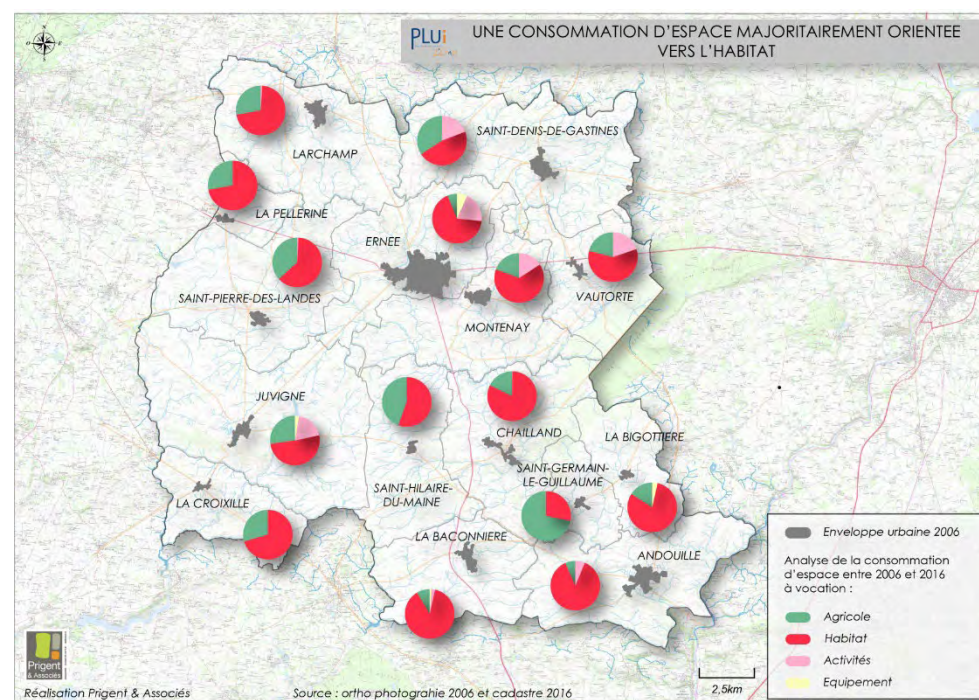 PLUi
UNE CONSOMMATION D'ESPACE MAJORITAIREMENT ORIENTEE
VERS L'HABITAT
SAINT-DENIS-DE-GASTINES
LARCHAMP
LA PELLERINE
ERNEE
VAUTORTE
SAINT-PIERRE-DES-LANDES
MONTENAY
JUVIGNE
CHAILLAND
LA BIGOTTIERE
SAINT-GERMAIN-
LE-GUILLAUME
LA CROIXILLE
SAINT-HILAIRE-
DU-MAINE
LA BACONNIERE
ANDOUILLE
Enveloppe urbaine 2006
Analyse de la consommation
d'espace entre 2006 et 2016
à vocation :
Agricole
Habitat
Activités
Equipement
Prigent
& Associés
Réalisation Prigent & Associés
Source : ortho photograhie 2006 et cadastre 2016
2,5km